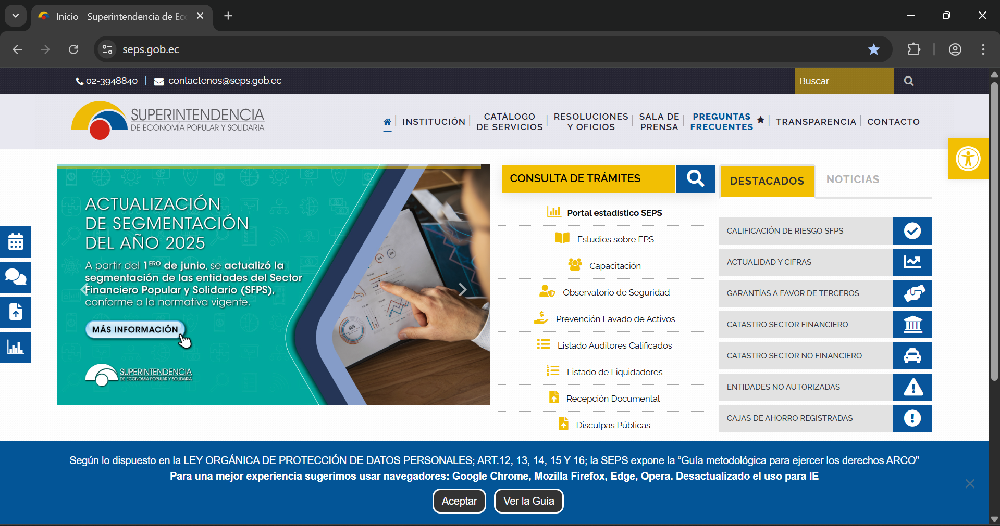 Inicio - Superintendencia de Ec
seps.gob.ec
02-3948840 | contactenos@seps.gob.ec
Buscar
SUPERINTENDENCIA
DE ECONOMÍA POPULAR Y SOLIDARIA
INSTITUCIÓN
CATÁLOGO
DE SERVICIOS
RESOLUCIONES
Y OFICIOS
SALA DE
PRENSA
PREGUNTAS
FRECUENTES
TRANSPARENCIA
CONTACTO
ACTUALIZACIÓN
DE SEGMENTACIÓN
DEL AÑO 2025
A partir del 1ERO de junio, se actualizó la
segmentación de las entidades del Sector
Financiero Popular y Solidario (SFPS),
conforme a la normativa vigente.
MÁS INFORMACIÓN
SUPERINTENDENCIA
DE ECONOMÍA POPULAR Y SOLIDARIA
CONSULTA DE TRÁMITES
Portal estadístico SEPS
Estudios sobre EPS
Capacitación
Observatorio de Seguridad
Prevención Lavado de Activos
Listado Auditores Calificados
Listado de Liquidadores
Recepción Documental
Disculpas Públicas
DESTACADOS
NOTICIAS
CALIFICACIÓN DE RIESGO SFPS
ACTUALIDAD Y CIFRAS
GARANTÍAS A FAVOR DE TERCEROS
CATASTRO SECTOR FINANCIERO
CATASTRO SECTOR NO FINANCIERO
ENTIDADES NO AUTORIZADAS
CAJAS DE AHORRO REGISTRADAS
Según lo dispuesto en la LEY ORGÁNICA DE PROTECCIÓN DE DATOS PERSONALES; ART.12, 13, 14, 15 Y 16; la SEPS expone la “Guía metodológica para ejercer los derechos ARCO"
Para una mejor experiencia sugerimos usar navegadores: Google Chrome, Mozilla Firefox, Edge, Opera. Desactualizado el uso para IE
Aceptar
Ver la Guía